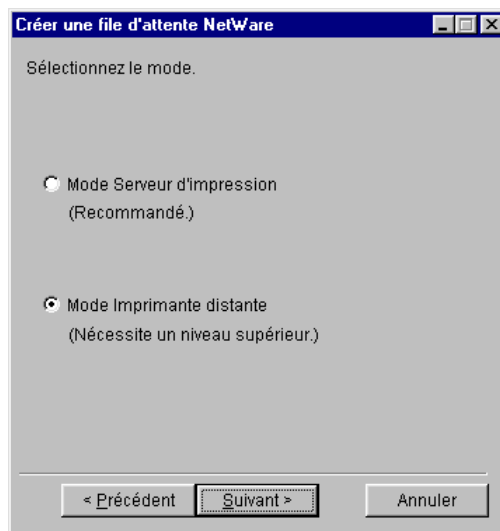 Créer une file d'attente NetWare
Sélectionnez le mode.
Mode Serveur d'impression
(Recommandé.)
Mode Imprimante distante
(Nécessite un niveau supérieur.)
< Précédent
Suivant >
Annuler